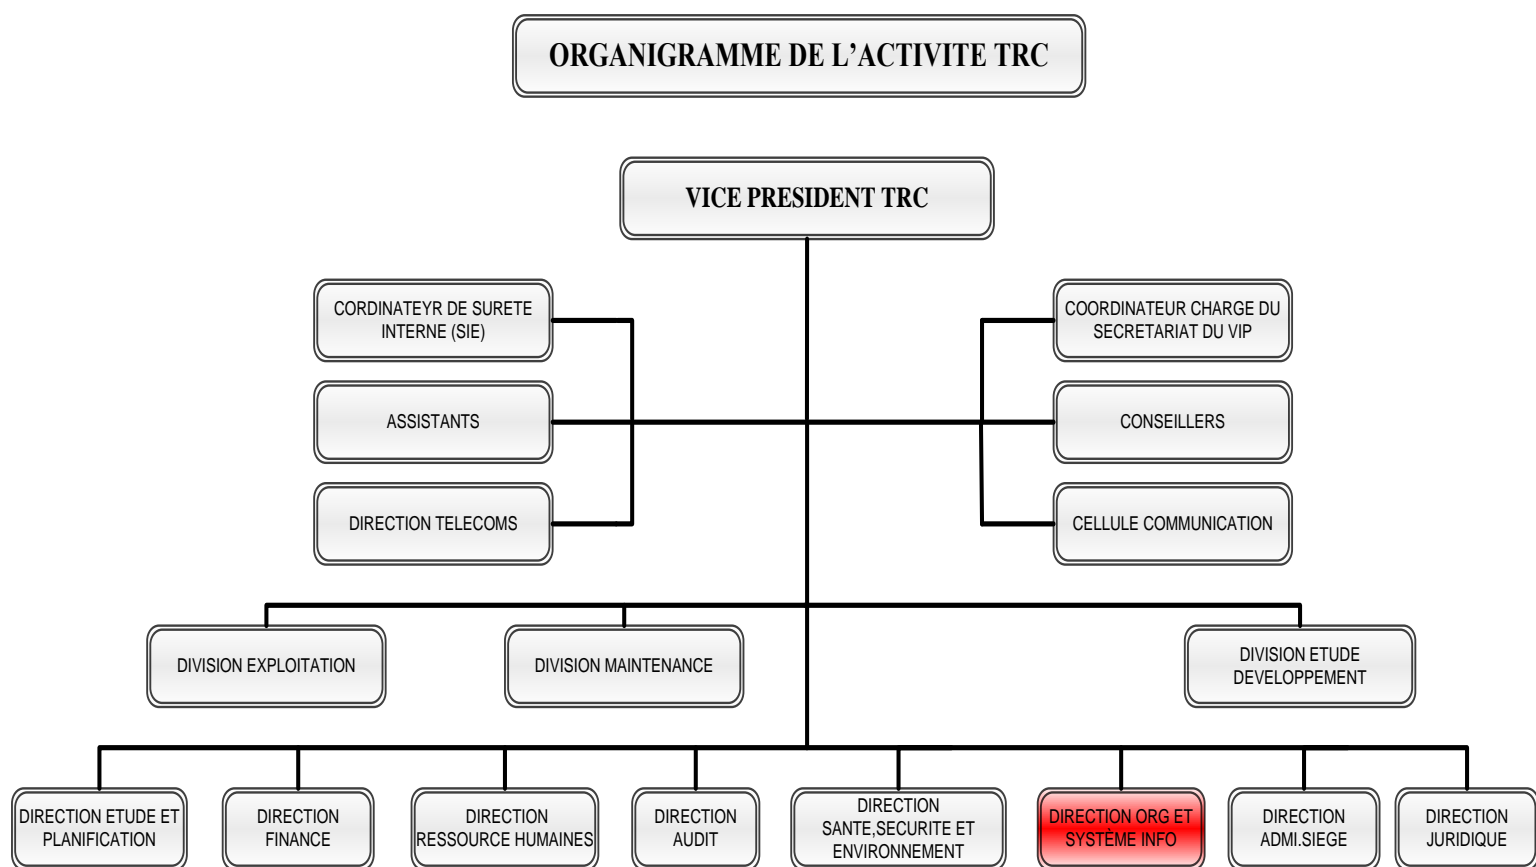 ORGANIGRAMME DE L'ACTIVITE TRC
VICE PRESIDENT TRC
CORDINATEYR DE SURETE
INTERNE (SIE)
COORDINATEUR CHARGE DU
SECRETARIAT DU VIP
ASSISTANTS
CONSEILLERS
DIRECTION TELECOMS
CELLULE COMMUNICATION
DIVISION EXPLOITATION
DIVISION MAINTENANCE
DIVISION ETUDE
DEVELOPPEMENT
DIRECTION ETUDE ET
PLANIFICATION
DIRECTION
FINANCE
DIRECTION
RESSOURCE HUMAINES
DIRECTION
AUDIT
DIRECTION
SANTE,SECURITE ET
ENVIRONNEMENT
DIRECTION ORG ET
SYSTÈME INFO
DIRECTION
ADMI.SIEGE
DIRECTION
JURIDIQUE